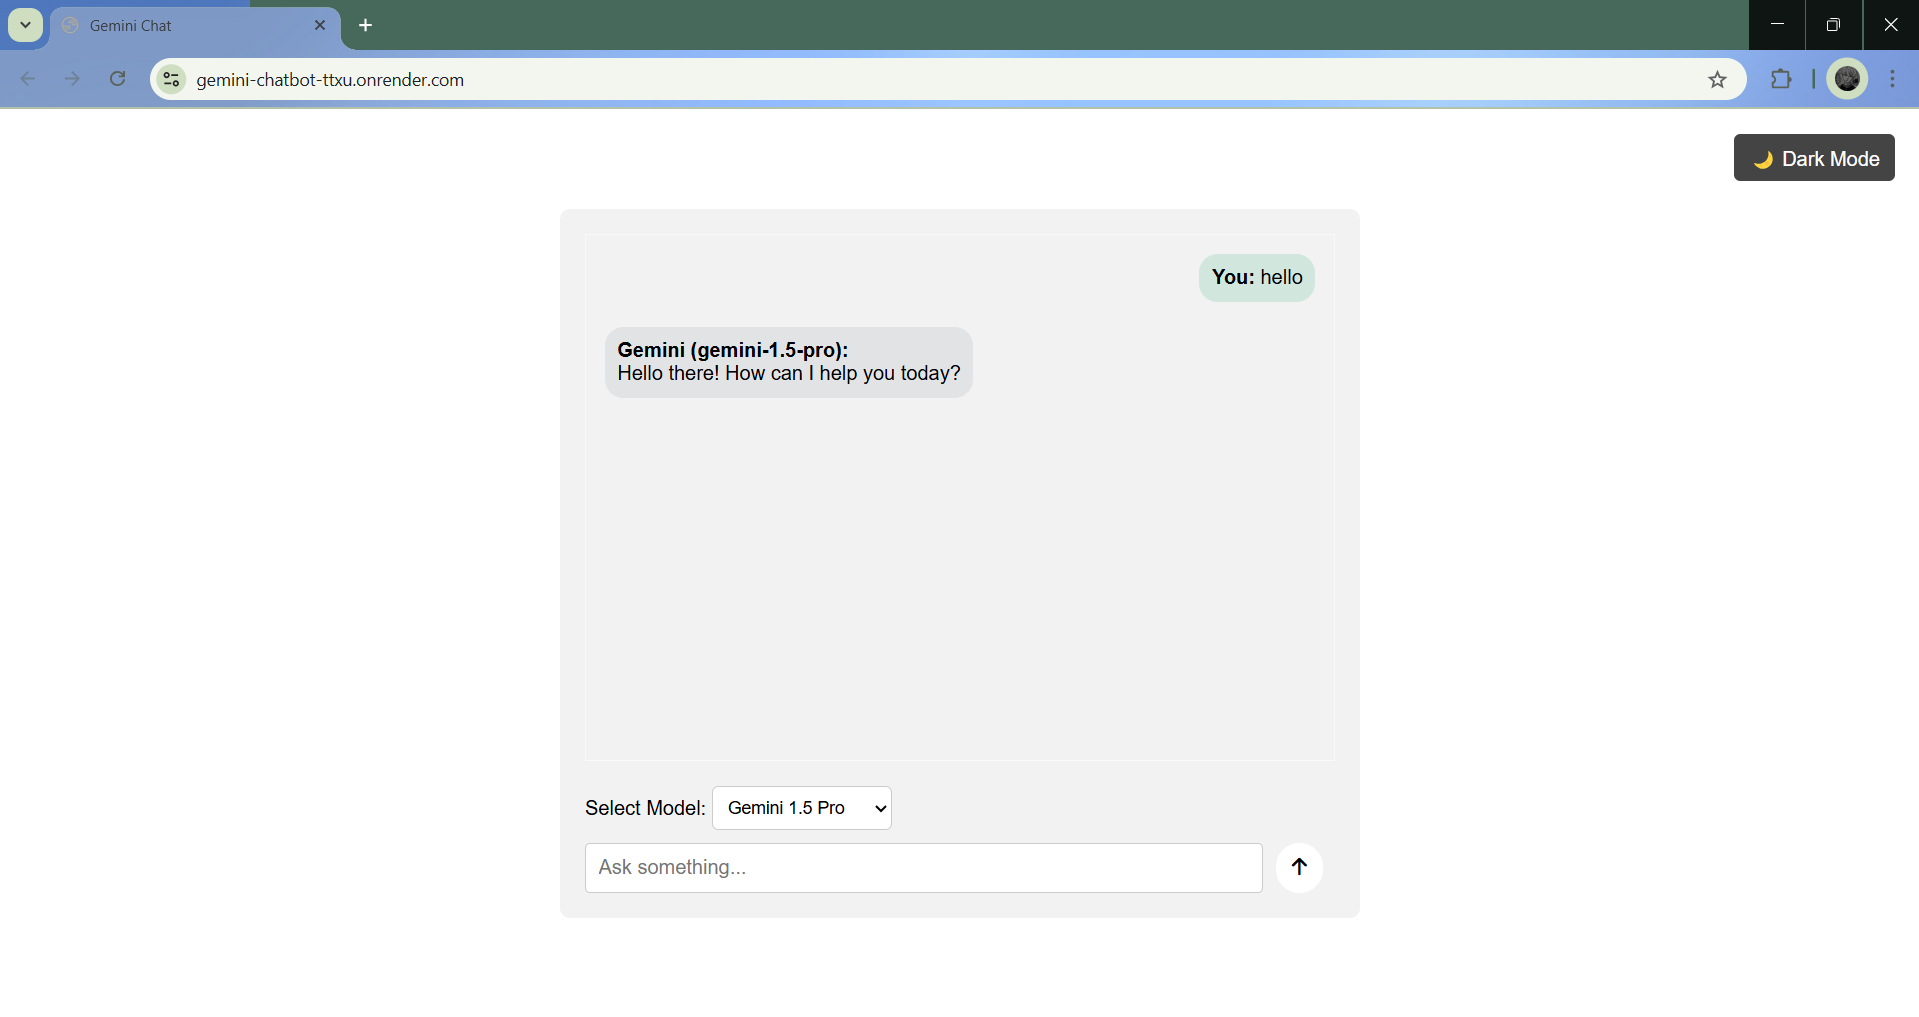 Gemini Chat
gemini-chatbot-ttxu.onrender.com
🌙 Dark Mode
You: hello
Gemini (gemini-1.5-pro):
Hello there! How can I help you today?
Select Model: Gemini 1.5 Pro
Ask something...